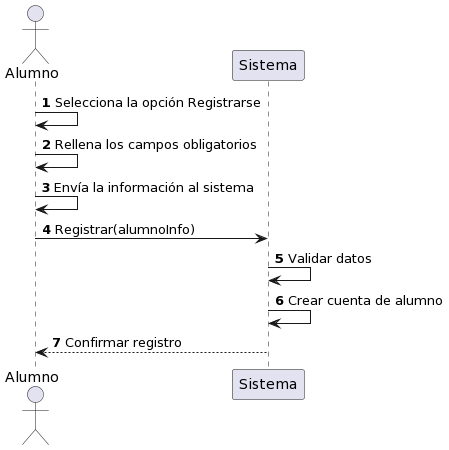 Alumno
Sistema
1 Selecciona la opción Registrarse
2 Rellena los campos obligatorios
3 Envía la información al sistema
4 Registrar(alumnoInfo)
5 Validar datos
6 Crear cuenta de alumno
7 Confirmar registro
Alumno
Sistema